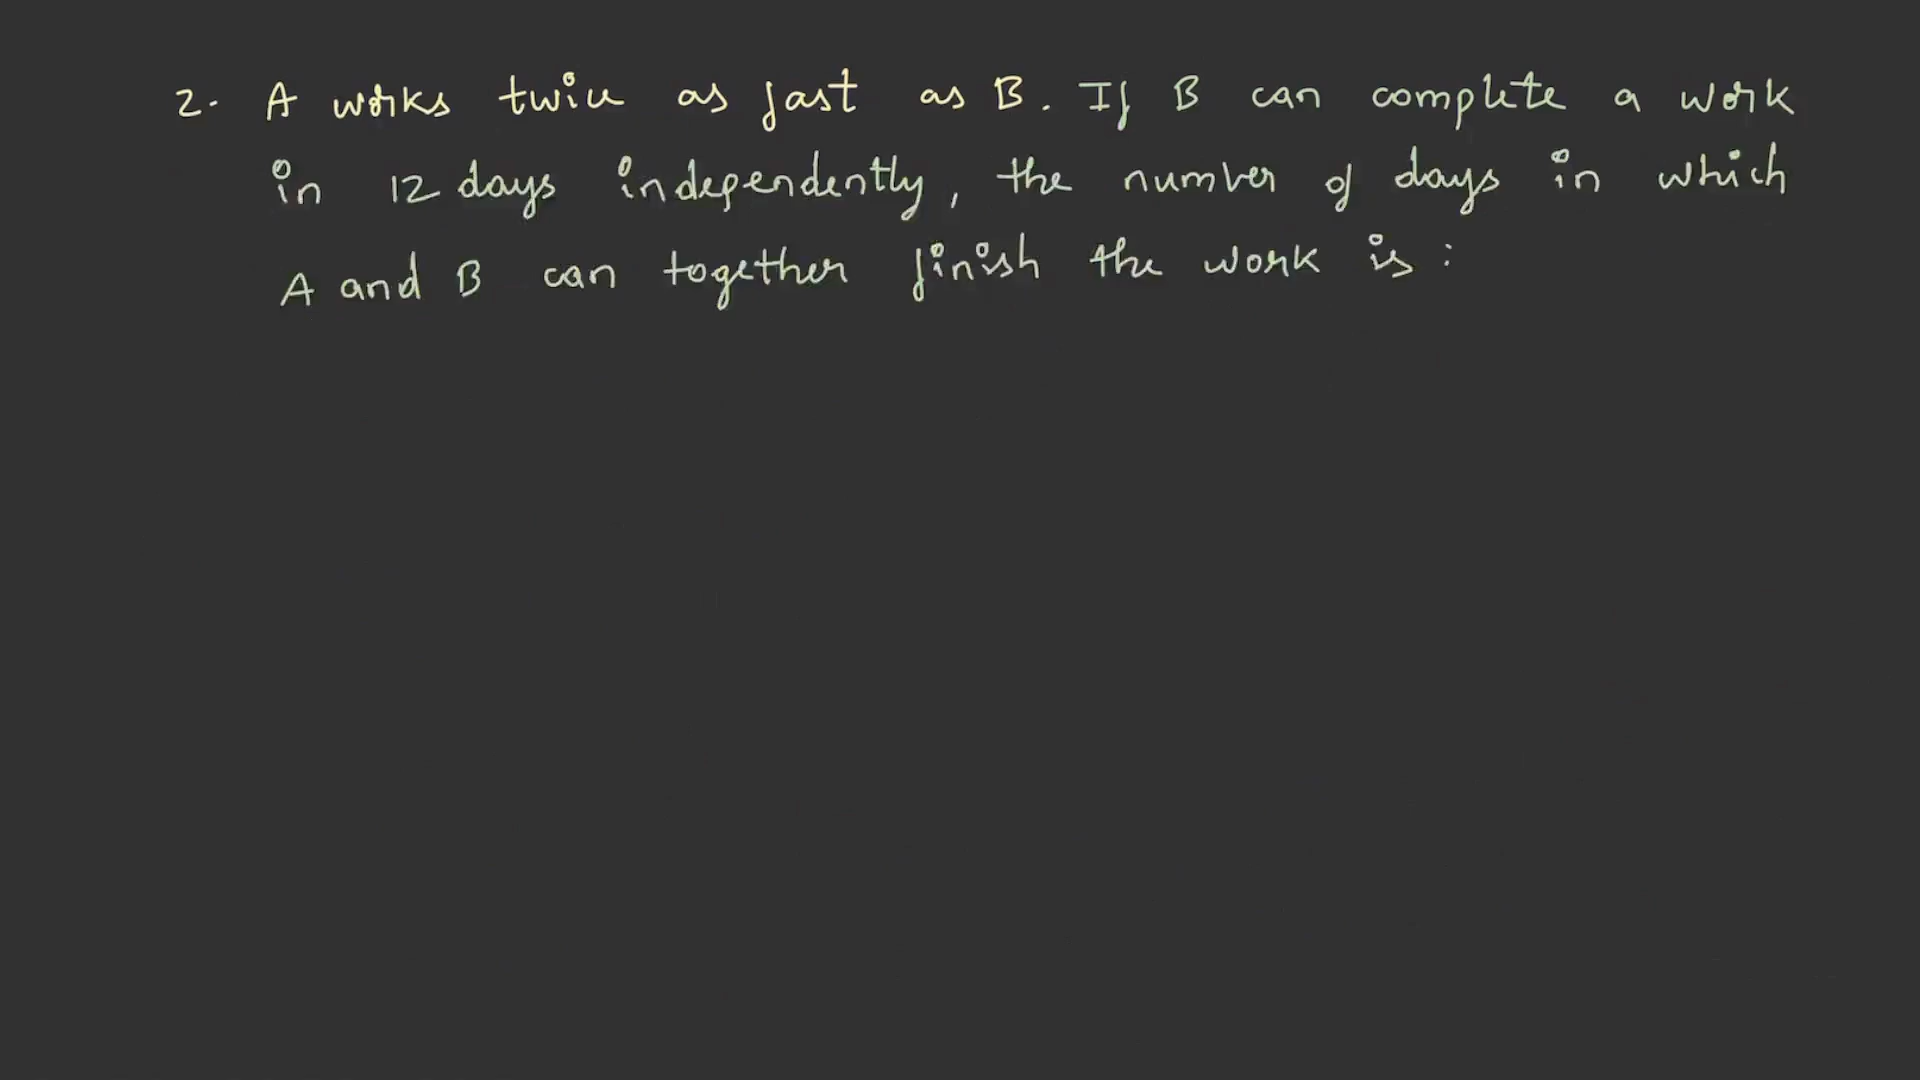 2. A works twice as fast as B. If B can complete a work
in 12 days independently, the number of days in which
A and B can together finish the work is: